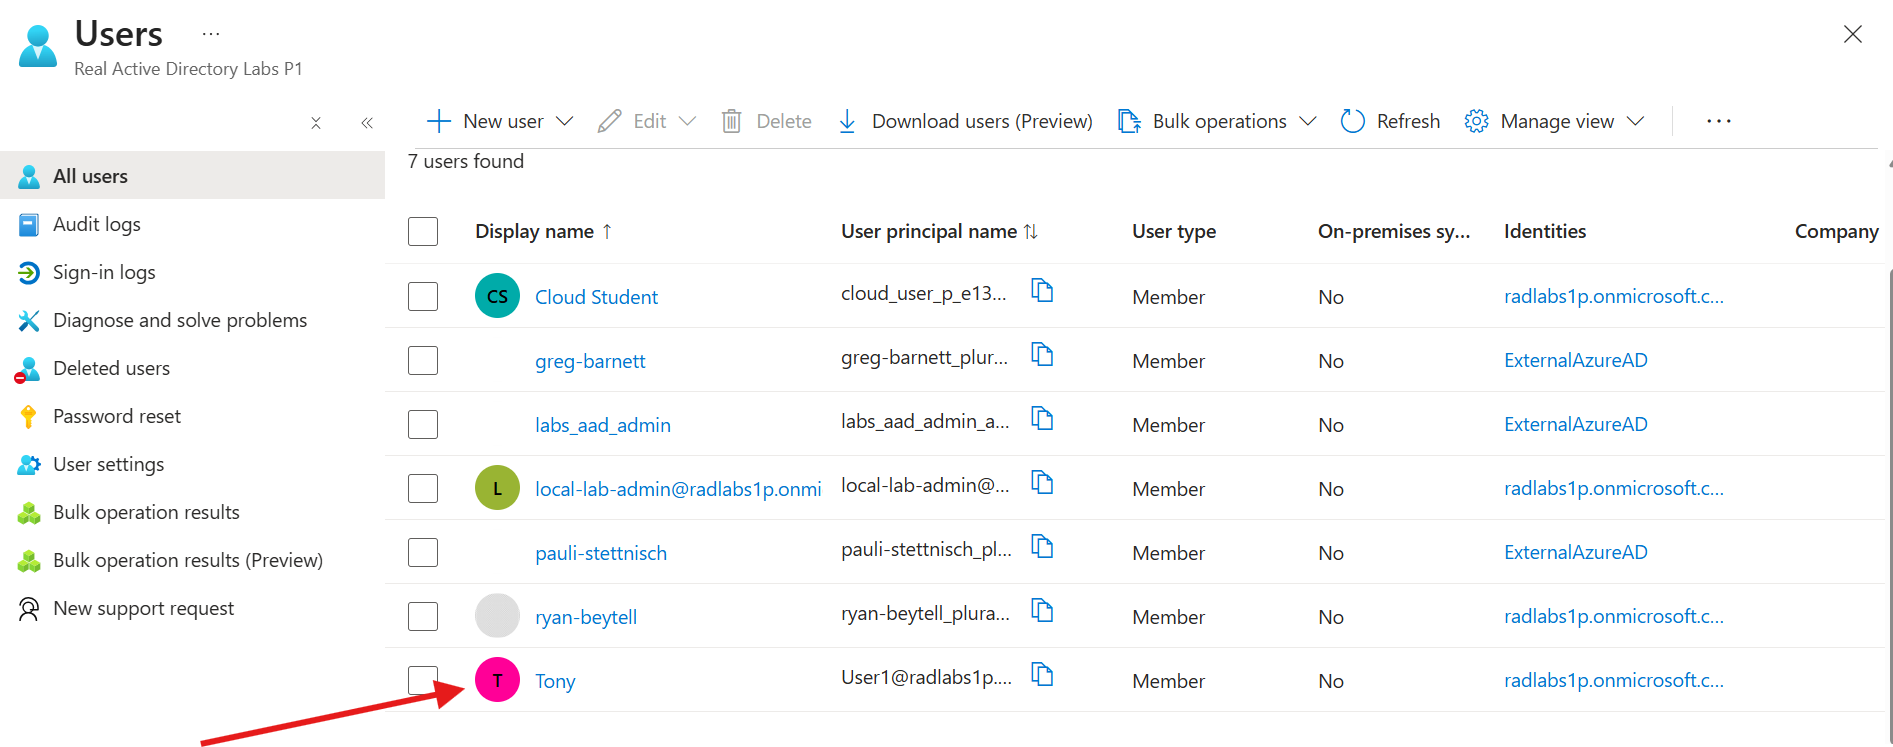 Users ...
Real Active Directory Labs P1
New user Edit Delete Download users (Preview) Bulk operations Refresh Manage view ...
7 users found
All users
Audit logs
Sign-in logs
Diagnose and solve problems
Deleted users
Password reset
User settings
Bulk operation results
Bulk operation results (Preview)
New support request
Display name ↑ User principal name ↑↓ User type On-premises sy... Identities Company
CS Cloud Student cloud_user_p_e13... Member No radlabs1p.onmicrosoft.c...
greg-barnett greg-barnett_plur... Member No ExternalAzureAD
labs_aad_admin labs_aad_admin_a... Member No ExternalAzureAD
L local-lab-admin@radlabs1p.onmi local-lab-admin@... Member No radlabs1p.onmicrosoft.c...
pauli-stettnisch pauli-stettnisch_pl... Member No ExternalAzureAD
ryan-beytell ryan-beytell_plura... Member No radlabs1p.onmicrosoft.c...
T Tony User1@radlabs1p.... Member No radlabs1p.onmicrosoft.c...